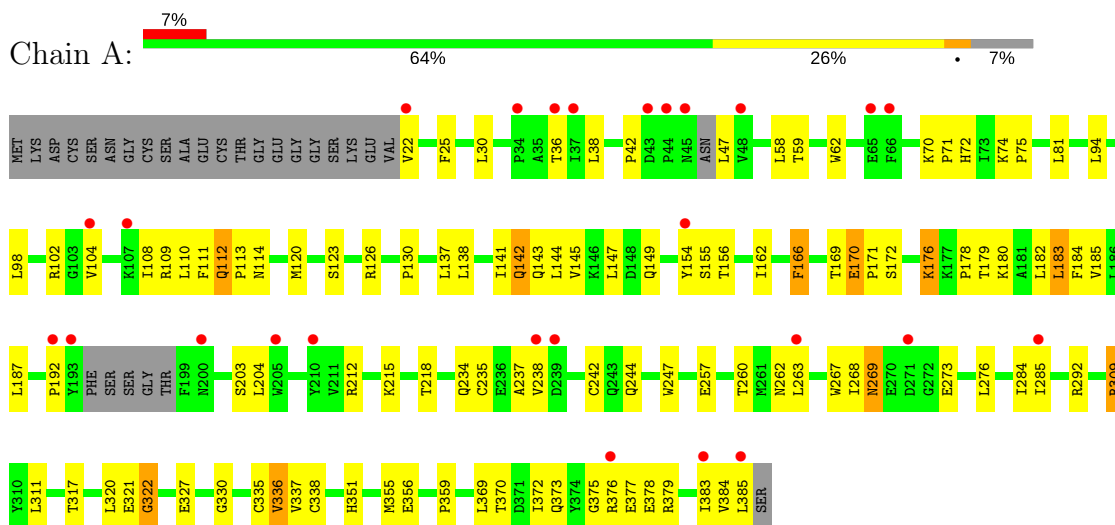 7%
Chain A:
64% 26% • 7%
MET LYS ASP CYS SER ASN GLY CYS SER ALA GLU CYS THR GLY GLU GLY GLY SER LYS GLU VAL V22 F25 L30 P34 A35 T36 I37 L38 P42 D43 P44 N45 ASN L47 V48 L58 T59 W62 E65 F66 K70 P71 H72 I73 K74 P75 L81 L94
L98 R102 G103 V104 K107 I108 R109 L110 F111 Q112 P113 N114 M120 S123 R126 P130 L137 L138 I141 Q142 Q143 L144 V145 K146 L147 D148 Q149 Y154 S155 T156 I162 F166 T169 E170 P171 S172 K176 K177 P178 T179 K180 A181 L182 L183 F184 V185 L186
L187 P192 Y193 PHE SER SER GLY THR F199 N200 S203 L204 W205 Y210 V211 R212 K215 T218 Q234 C235 E236 A237 V238 D239 C242 Q243 Q244 W247 E257 T260 M261 N262 L263 W267 I268 N269 E270 D271 G272 E273 L276 I284 I285 R292 R309
Y310 L311 T317 L320 E321 G322 E327 G330 C335 V336 V337 C338 H351 M355 E356 P359 L369 T370 D371 I372 Q373 Y374 G375 R376 E377 E378 R379 I383 V384 L385 SER